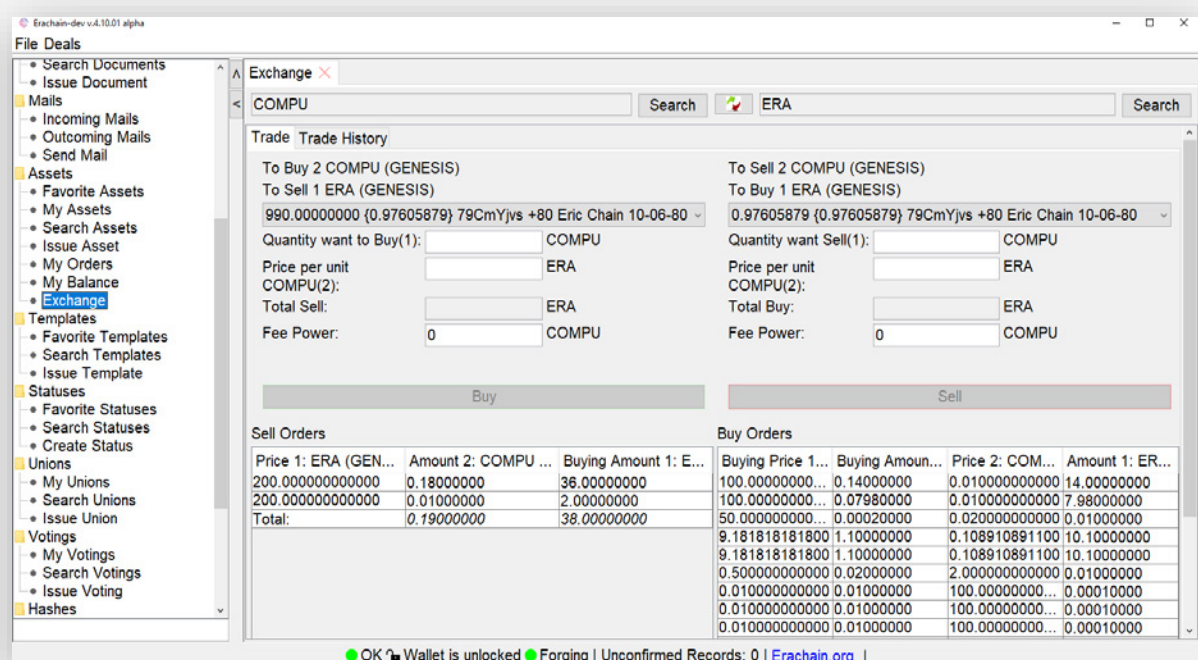 Erachain-dev v.4.10.01 alpha
File Deals
Search Documents
Issue Document
Mails
Incoming Mails
Outcoming Mails
Send Mail
Assets
Favorite Assets
My Assets
Search Assets
Issue Asset
My Orders
My Balance
Exchange
Templates
Favorite Templates
Search Templates
Issue Template
Statuses
Favorite Statuses
Search Statuses
Create Status
Unions
My Unions
Search Unions
Issue Union
Votings
My Votings
Search Votings
Issue Voting
Hashes
Exchange
COMPU Search ERA Search
Trade Trade History
To Buy 2 COMPU (GENESIS)
To Sell 1 ERA (GENESIS)
990.00000000 {0.97605879} 79CmYjvs +80 Eric Chain 10-06-80
Quantity want to Buy(1): COMPU
Price per unit ERA
COMPU(2):
Total Sell: ERA
Fee Power: 0 COMPU
Buy
To Sell 2 COMPU (GENESIS)
To Buy 1 ERA (GENESIS)
0.97605879 {0.97605879} 79CmYjvs +80 Eric Chain 10-06-80
Quantity want Sell(1): COMPU
Price per unit ERA
COMPU(2):
Total Buy: ERA
Fee Power: 0 COMPU
Sell
Sell Orders
Price 1: ERA (GEN... Amount 2: COMPU ... Buying Amount 1: E...
200.000000000000 0.18000000 36.00000000
200.000000000000 0.01000000 2.00000000
Total: 0.19000000 38.00000000
Buy Orders
Buying Price 1... Buying Amoun... Price 2: COM... Amount 1: ER...
100.00000000... 0.14000000 0.010000000000 14.00000000
100.00000000... 0.07980000 0.010000000000 7.98000000
50.000000000... 0.00020000 0.020000000000 0.01000000
9.181818181800 1.10000000 0.108910891100 10.10000000
9.181818181800 1.10000000 0.108910891100 10.10000000
0.500000000000 0.02000000 2.000000000000 0.01000000
0.010000000000 0.01000000 100.00000000... 0.00010000
0.010000000000 0.01000000 100.00000000... 0.00010000
0.010000000000 0.01000000 100.00000000... 0.00010000
OK Wallet is unlocked Forging | Unconfirmed Records: 0 | Erachain.org |